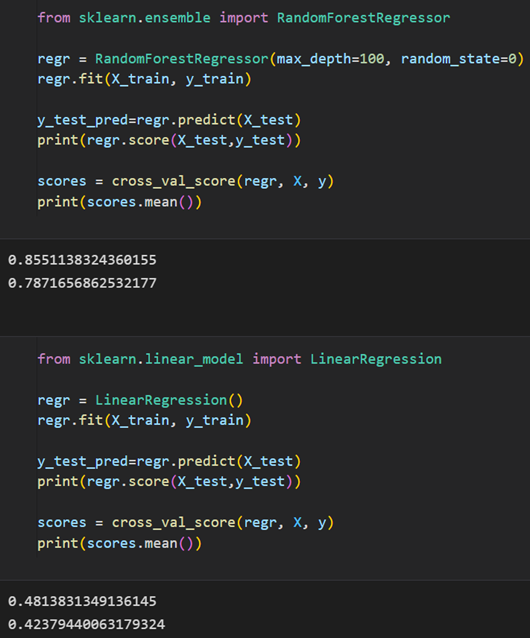 from sklearn.ensemble import RandomForestRegressor
regr = RandomForestRegressor(max_depth=100, random_state=0)
regr.fit(X_train, y_train)
y_test_pred=regr.predict(X_test)
print(regr.score(X_test,y_test))
scores = cross_val_score(regr, X, y)
print(scores.mean())
0.8551138324360155
0.7871656862532177
from sklearn.linear_model import LinearRegression
regr = LinearRegression()
regr.fit(X_train, y_train)
y_test_pred=regr.predict(X_test)
print(regr.score(X_test,y_test))
scores = cross_val_score(regr, X, y)
print(scores.mean())
0.4813831349136145
0.42379440063179324